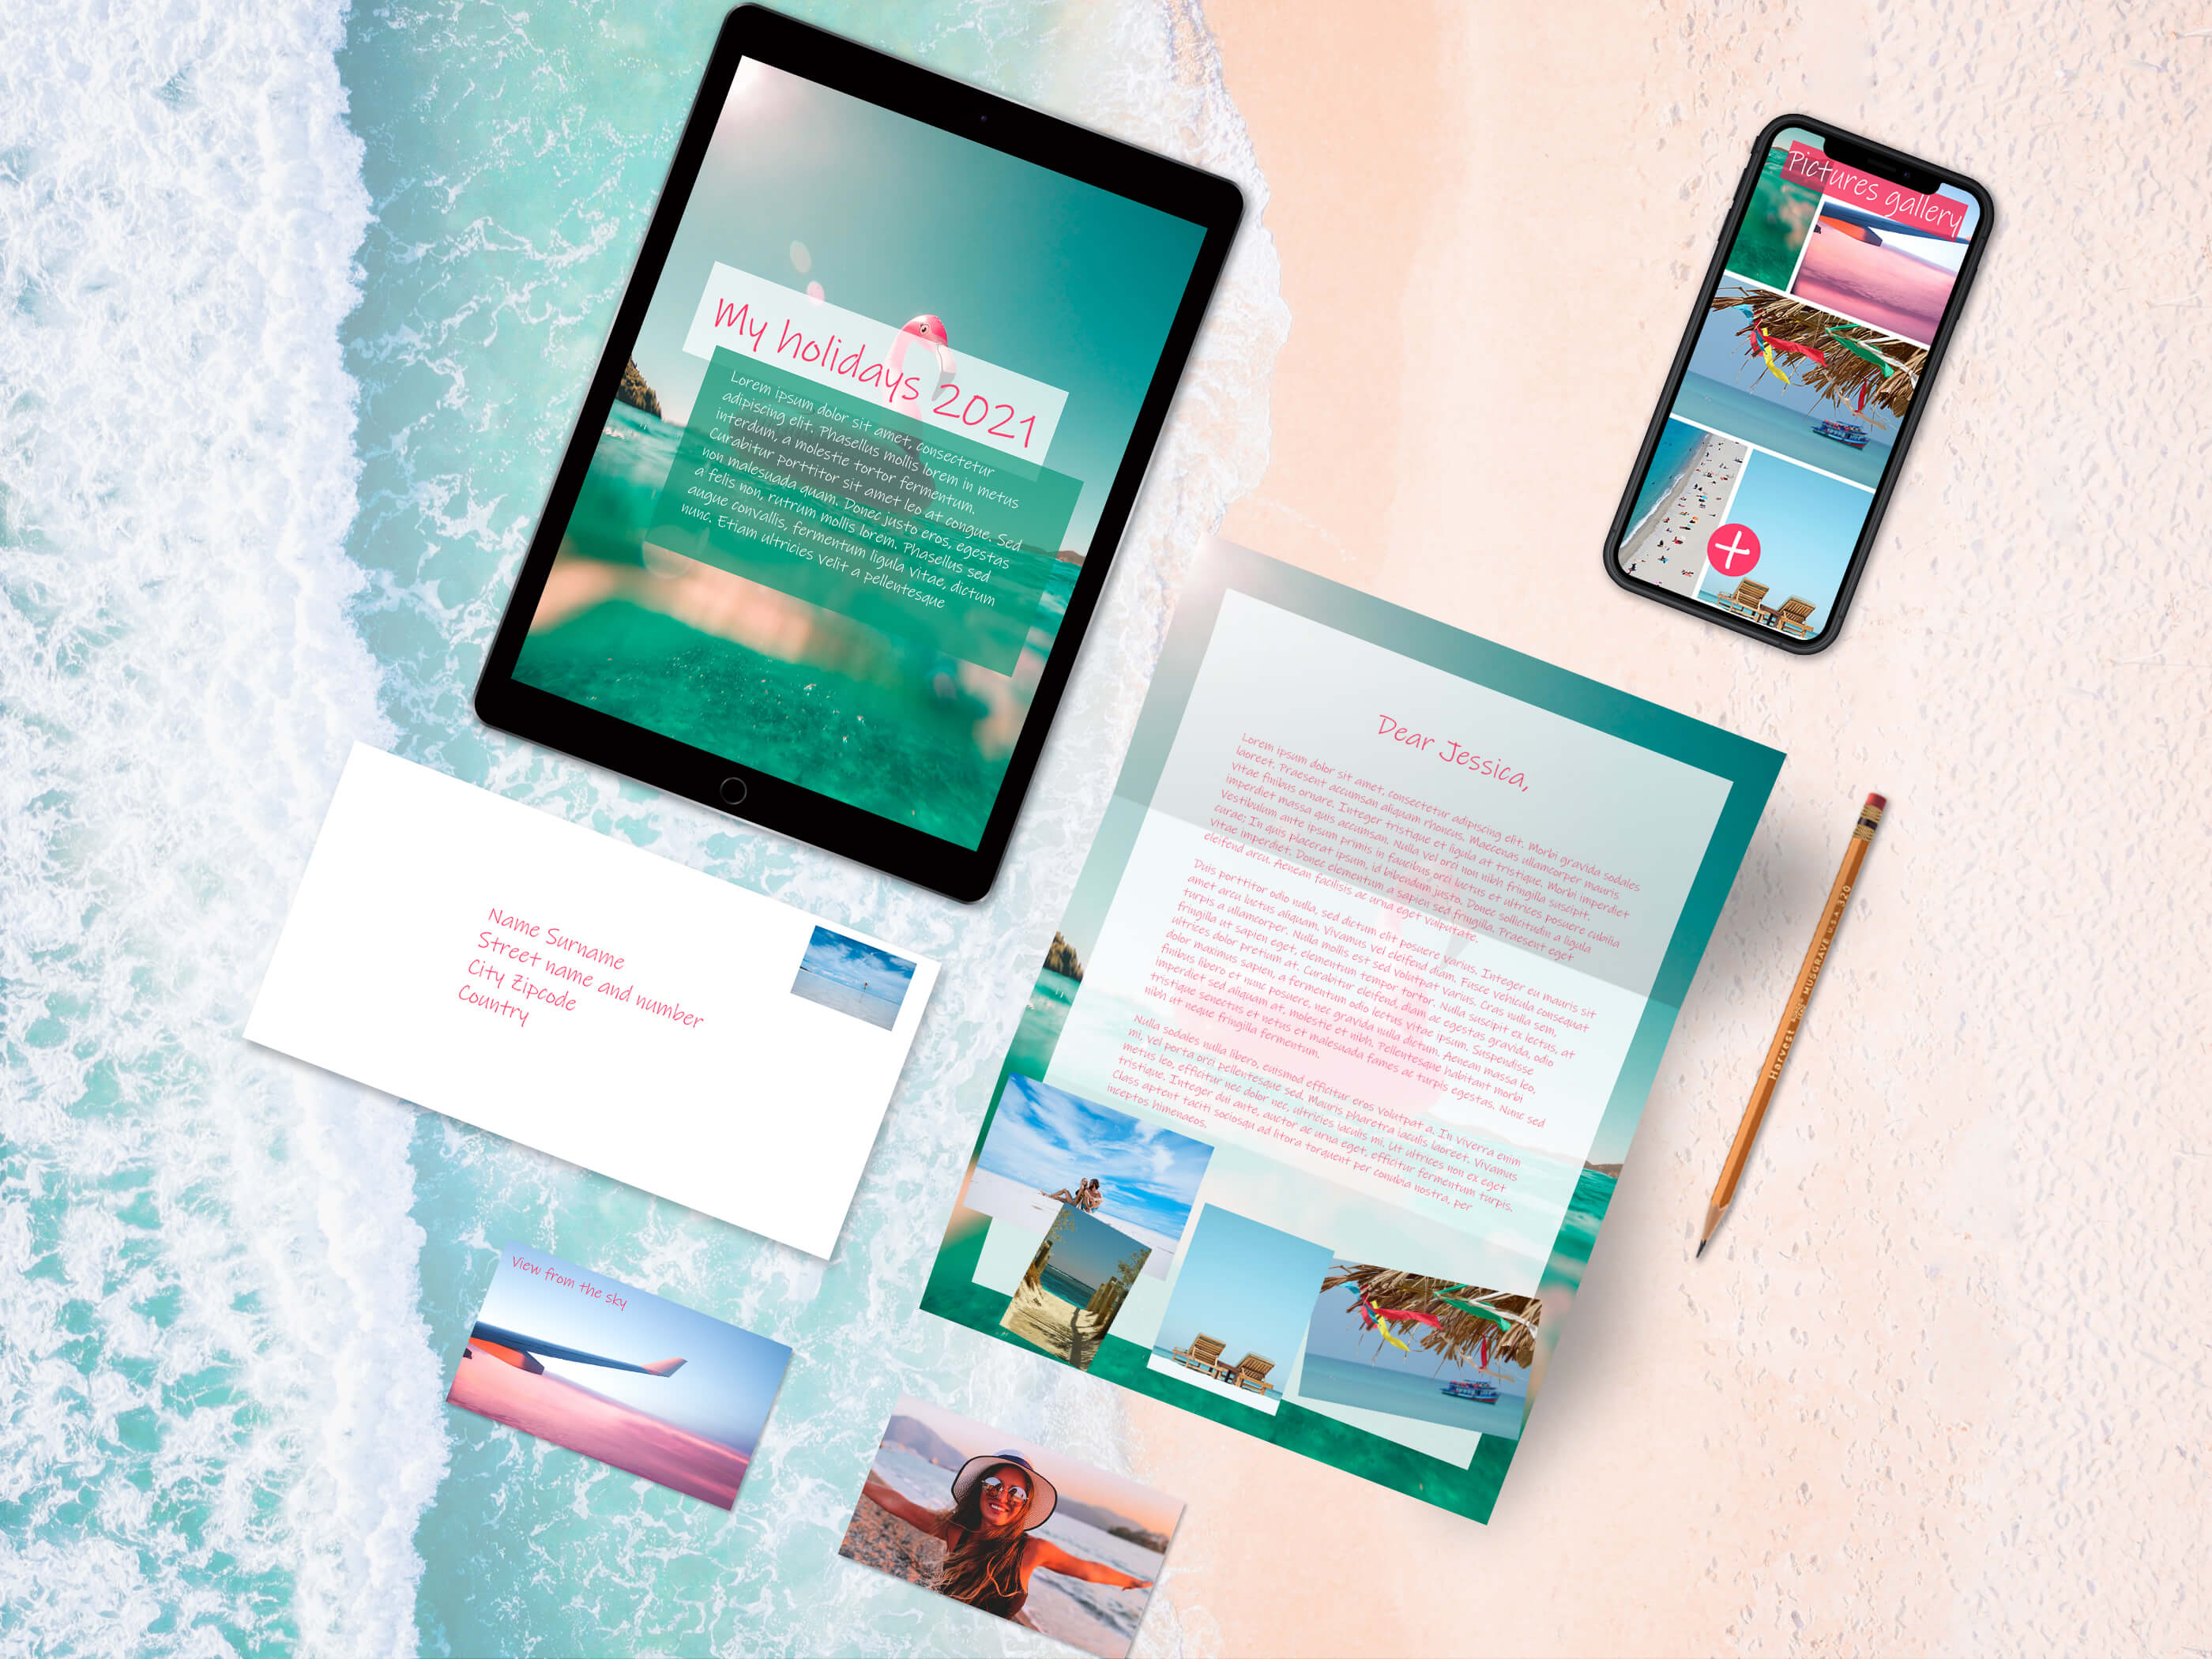 My holidays 2021
Lorem ipsum dolor sit amet consectetur
adipiscing elit. Phasellus mollis lorem in metus
interdum, a molestie tortor fermentum.
Curabitur porttitor sit amet leo at congue. Sed
non malesuada quam. Donec justo eros, egestas
a felis non, rutrum mollis lorem. Phasellus sed
augue convallis, fermentum ligula vitae, dictum
nunc. Etiam ultricies velit a pellentesque
Pictures gallery
+
Dear Jessica,
Lorem ipsum dolor sit amet, consectetur adipiscing elit. Morbi gravida sodales
laoreet. Praesent accumsan aliquam rhoncus. Maecenas ullamcorper mauris
vitae finibus ornare. Integer tristique et ligula at tristique. Morbi imperdiet
imperdiet massa quis accumsan. Nulla vel orci non nibh fringilla suscipit.
Vestibulum ante ipsum primis in faucibus orci luctus et ultrices posuere cubilia
curae; In quis placerat ipsum, id bibendum justo. Donec sollicitudin a ligula
vitae imperdiet. Donec elementum a sapien sed fringilla. Praesent eget
eleifend arcu. Aenean facilisis ac urna eget vulputate.
Duis porttitor odio nulla, sed dictum elit posuere varius. Integer eu mauris sit
amet arcu luctus aliquam. Vivamus vel eleifend diam. Fusce vehicula consequat
turpis a ullamcorper. Nulla mollis est sed volutpat varius. Cras nulla sem,
fringilla ut sapien eget, elementum tempor tortor. Nulla suscipit ex lectus, at
ultrices dolor pretium at. Curabitur eleifend, diam ac egestas gravida, odio
dolor maximus sapien, a fermentum odio lectus vitae ipsum. Suspendisse
finibus libero et nunc posuere, nec gravida nulla dictum. Aenean massa leo,
imperdiet sed aliquam at, molestie et nibh. Pellentesque habitant morbi
tristique senectus et netus et malesuada fames ac turpis egestas. Nunc sed
nibh ut neque fringilla fermentum.
Nulla sodales nulla libero, euismod efficitur eros volutpat a. In viverra enim
mi, vel porta orci pellentesque sed. Mauris pharetra iaculis laoreet. Vivamus
metus leo, efficitur nec dolor nec, ultricies iaculis mi. Ut ultrices non ex eget
tristique. Integer dui ante, auctor ac urna eget, efficitur fermentum turpis.
Class aptent taciti sociosqu ad litora torquent per conubia nostra, per
inceptos himenaeos.
Name Surname
Street name and number
City Zipcode
Country
View from the sky
Harvest
MUSGRAVE U.S.A 320